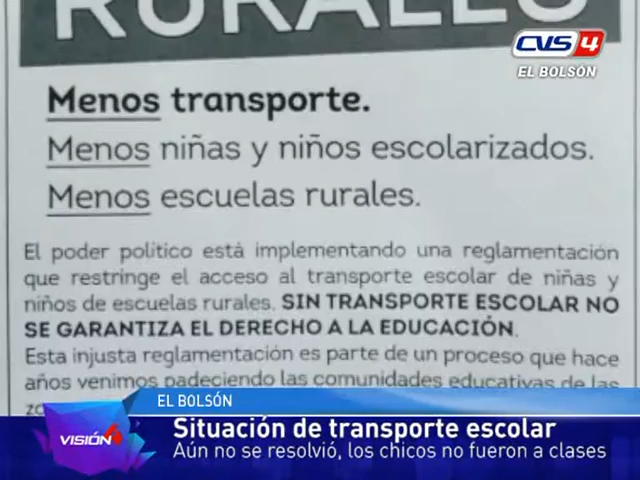 RURALES
CVS 4
EL BOLSÓN
Menos transporte.
Menos niñas y niños escolarizados.
Menos escuelas rurales.
El poder político está implementando una reglamentación
que restringe el acceso al transporte escolar de niñas y
niños de escuelas rurales. SIN TRANSPORTE ESCOLAR NO
SE GARANTIZA EL DERECHO A LA EDUCACIÓN.
Esta injusta reglamentación es parte de un proceso que hace
años venimos padeciendo las comunidades educativas de las
EL BOLSÓN
Situación de transporte escolar
VISIÓN 4
Aún no se resolvió, los chicos no fueron a clases